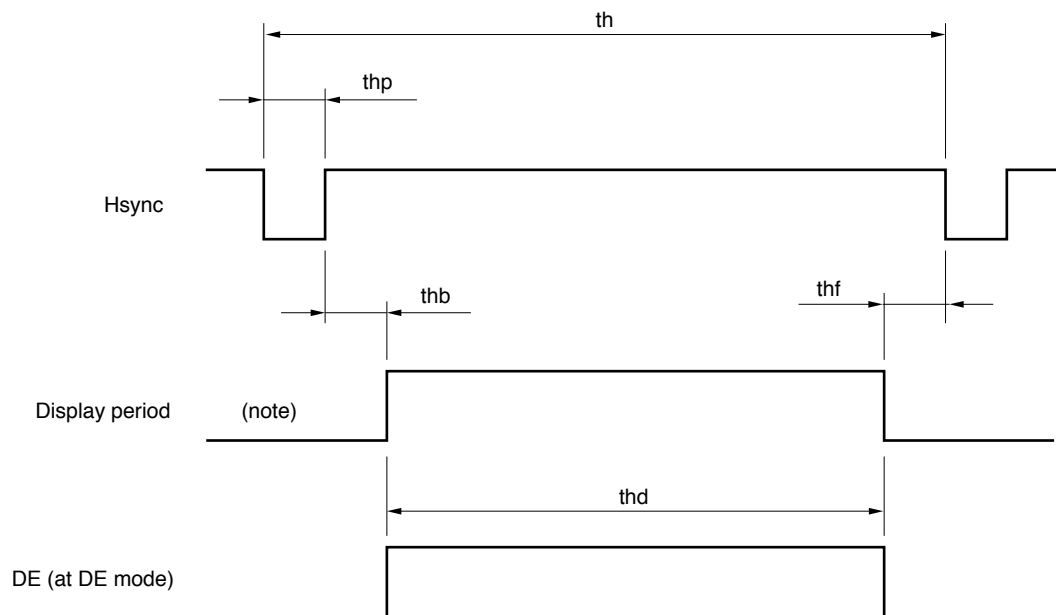 th
thp
Hsync
thb
thf
Display period
(note)
thd
DE (at DE mode)